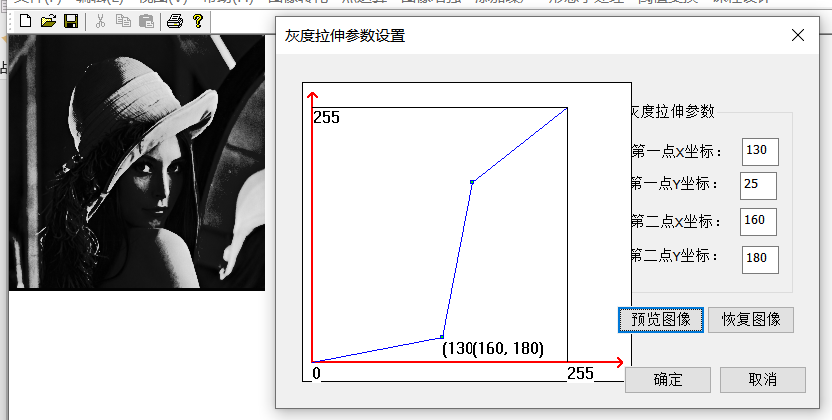 灰度拉伸参数设置
255
灰度拉伸参数
第一点X坐标：
130
第一点Y坐标：
25
第二点X坐标：
160
第二点Y坐标：
180
预览图像
恢复图像
(130(160, 180)
0
255
确定
取消